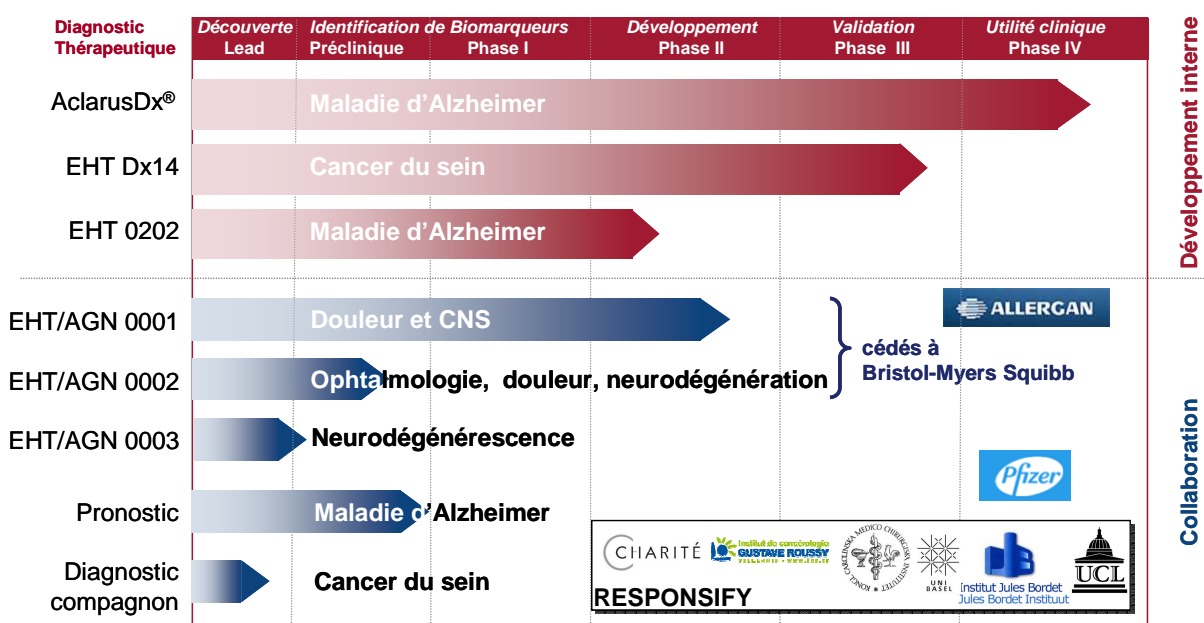 Diagnostic
Thérapeutique
Découverte
Lead
Identification de Biomarqueurs
Préclinique
Phase I
Développement
Phase II
Validation
Phase III
Utilité clinique
Phase IV
Développement interne
AclarusDx®
Maladie d'Alzheimer
EHT Dx14
Cancer du sein
EHT 0202
Maladie d'Alzheimer
EHT/AGN 0001
Douleur et CNS
ALLERGAN
cédés à
Bristol-Myers Squibb
EHT/AGN 0002
Ophtalmologie, douleur, neurodégénération
EHT/AGN 0003
Neurodégénérescence
Collaboration
Pfizer
Pronostic
Maladie d'Alzheimer
Diagnostic
compagnon
Cancer du sein
CHARITÉ
Institut de cancérologie
GUSTAVE ROUSSY
UNI
BASEL
Institut Jules Bordet
Jules Bordet Instituut
UCL
RESPONSIFY